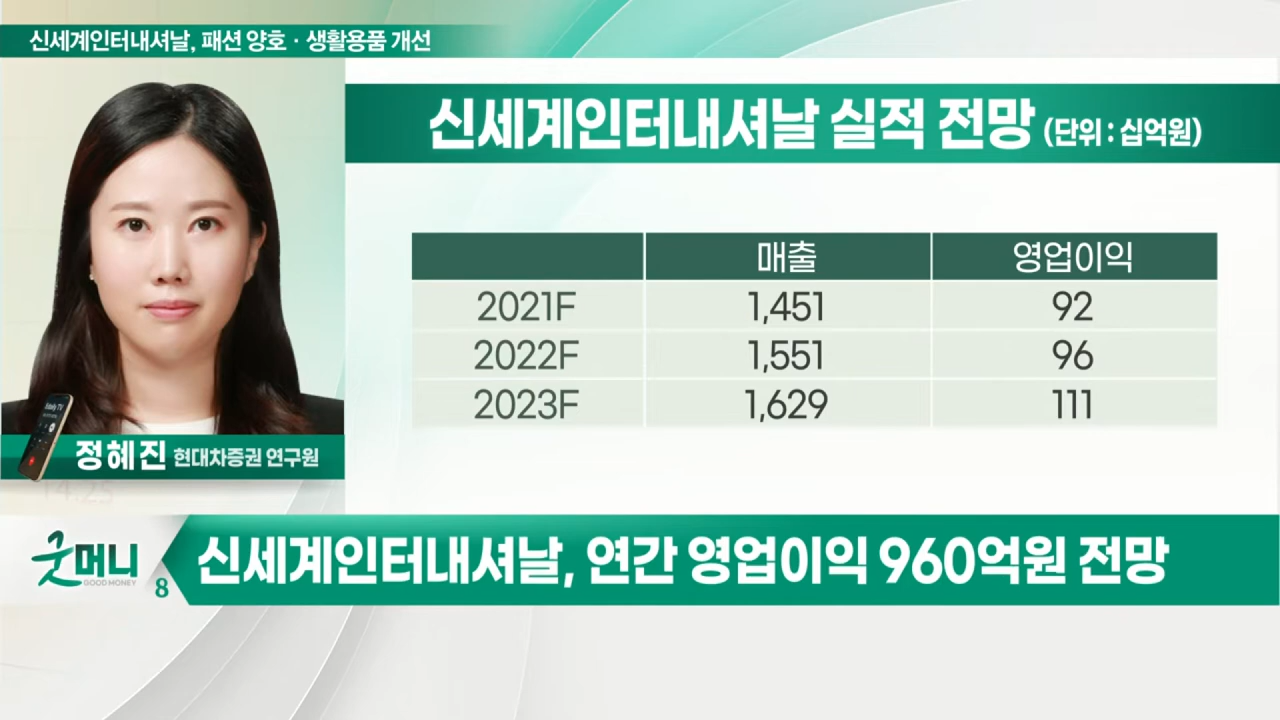 신세계인터내셔날, 패션 양호 · 생활용품 개선
신세계인터내셔날 실적 전망 (단위 : 십억원)
매출 영업이익
2021F 1,451 92
2022F 1,551 96
2023F 1,629 111
정혜진 현대차증권 연구원
14:25
굿머니
GOOD MONEY
8
신세계인터내셔날, 연간 영업이익 960억원 전망